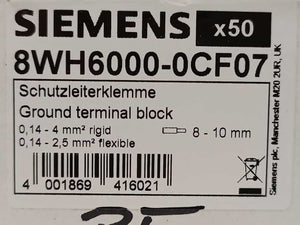 SIEMENS x50
8WH6000-0CF07
Schutzleiterklemme
Ground terminal block
0,14 - 4 mm² rigid
0,14 - 2,5 mm² flexible
8 - 10 mm
4 001869 416021
Siemens plc, Manchester M20 2UR, UK